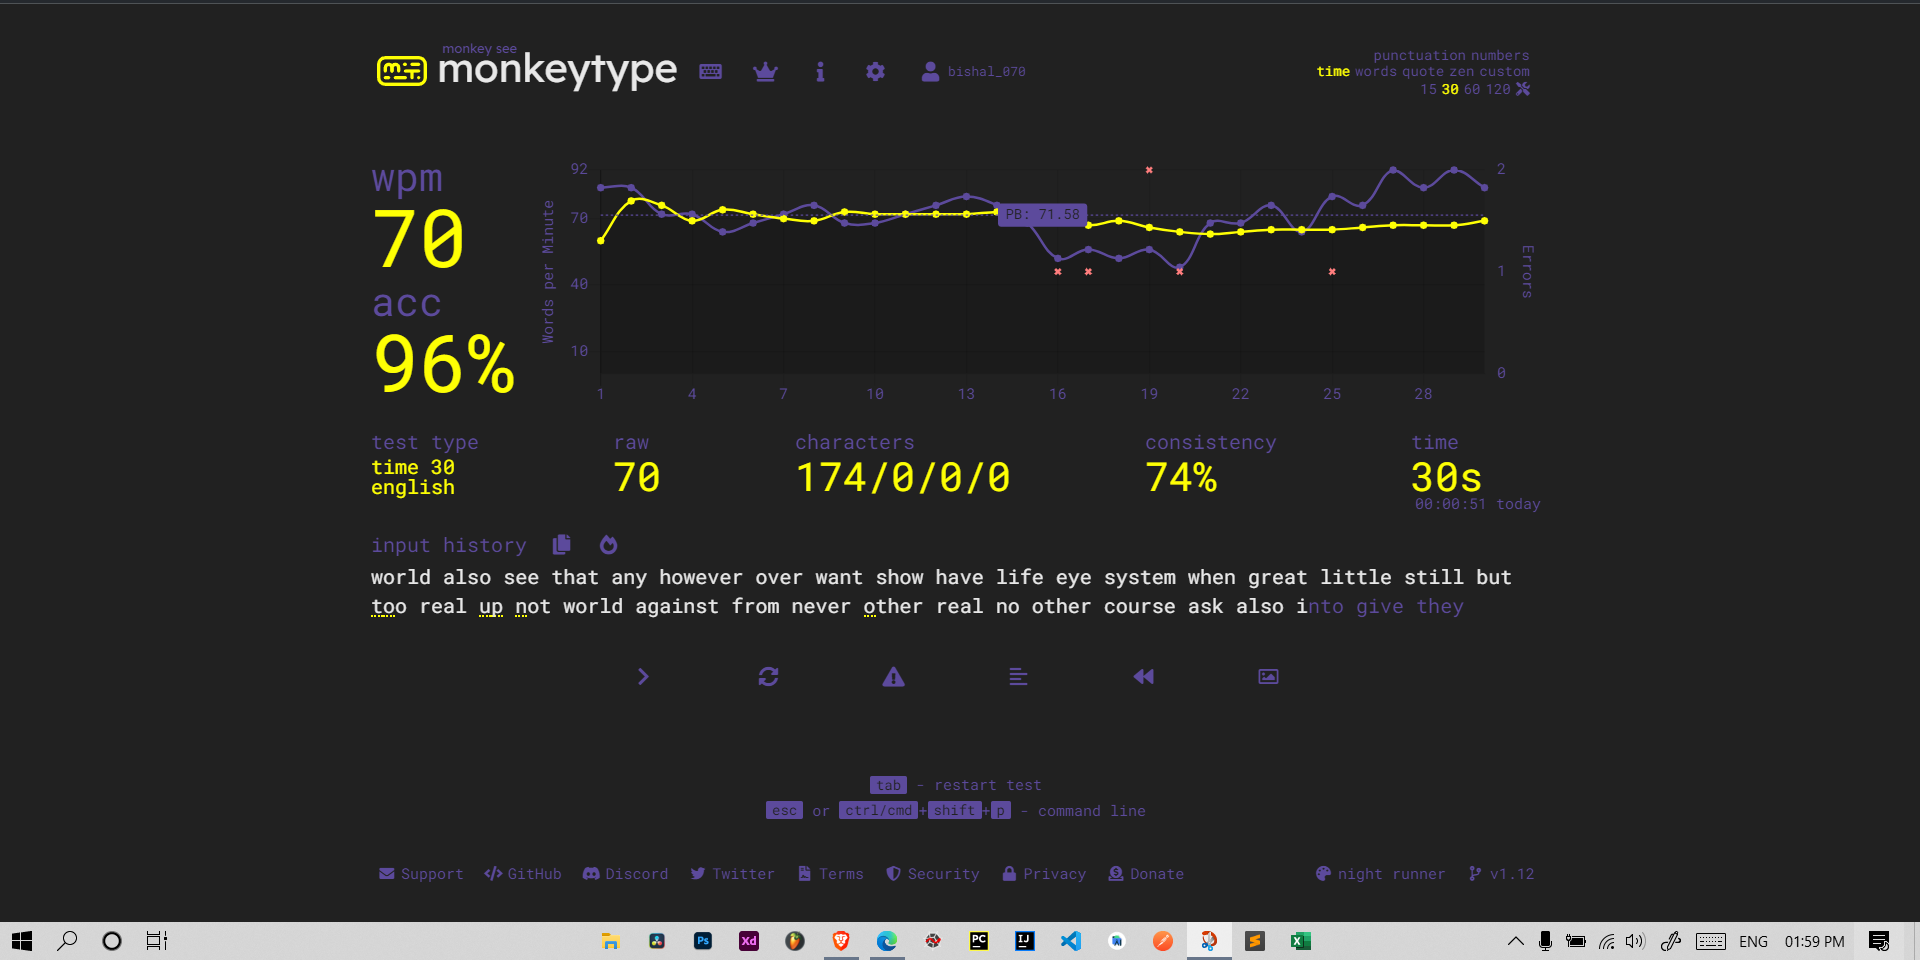 monkey see
monkeytype
bishal_070
punctuation numbers
time words quote zen custom
15 30 60 120
wpm
70
acc
96%
Words per Minute
92
70
40
10
PB: 71.58
2
1
0
Errors
1 4 7 10 13 16 19 22 25 28
test type
time 30
english
raw
70
characters
174/0/0/0
consistency
74%
time
30s
00:00:51 today
input history
world also see that any however over want show have life eye system when great little still but
too real up not world against from never other real no other course ask also into give they
tab - restart test
esc or ctrl/cmd+shift+p - command line
Support GitHub Discord Twitter Terms Security Privacy Donate night runner v1.12
Ps Xd PC IJ
ENG 01:59 PM